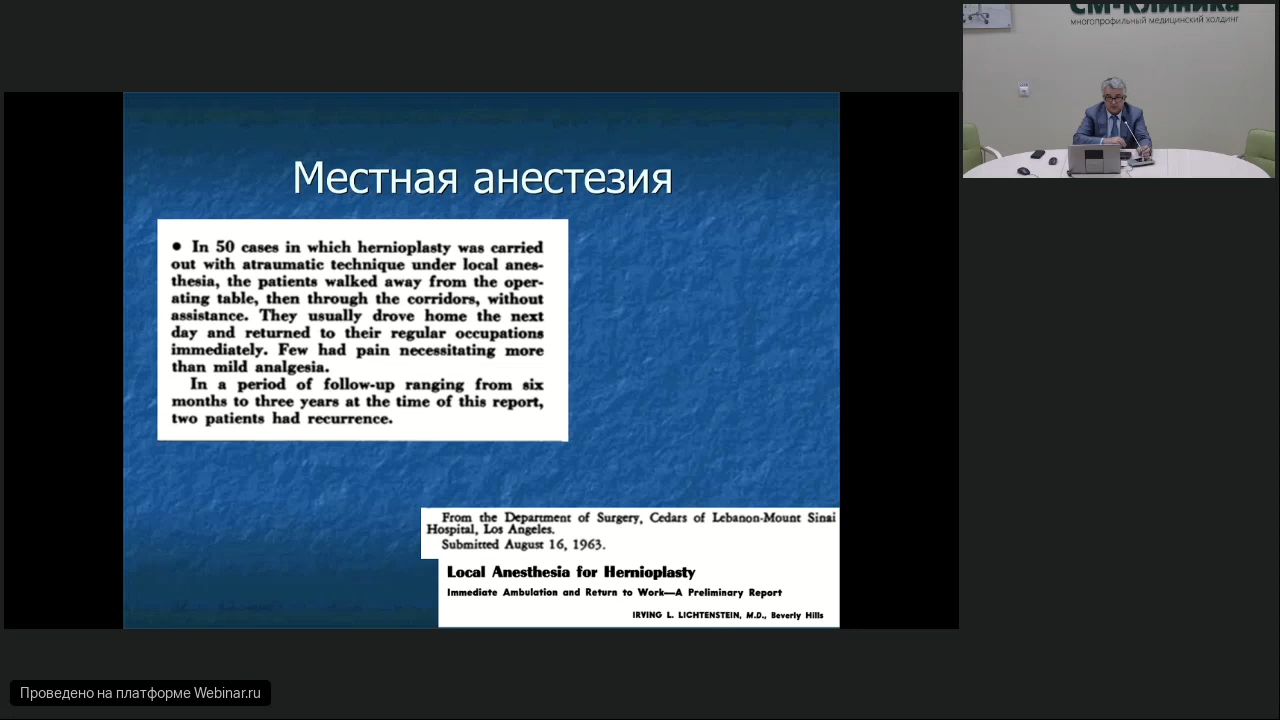 СМ-Клиника
многопрофильный медицинский холдинг
Местная анестезия
• In 50 cases in which hernioplasty was carried
out with atraumatic technique under local anes-
thesia, the patients walked away from the oper-
ating table, then through the corridors, without
assistance. They usually drove home the next
day and returned to their regular occupations
immediately. Few had pain necessitating more
than mild analgesia.
In a period of follow-up ranging from six
months to three years at the time of this report,
two patients had recurrence.
From the Department of Surgery, Cedars of Lebanon-Mount Sinai
Hospital, Los Angeles.
Submitted August 16, 1963.
Local Anesthesia for Hernioplasty
Immediate Ambulation and Return to Work—A Preliminary Report
IRVING L. LICHTENSTEIN, M.D., Beverly Hills
Проведено на платформе Webinar.ru